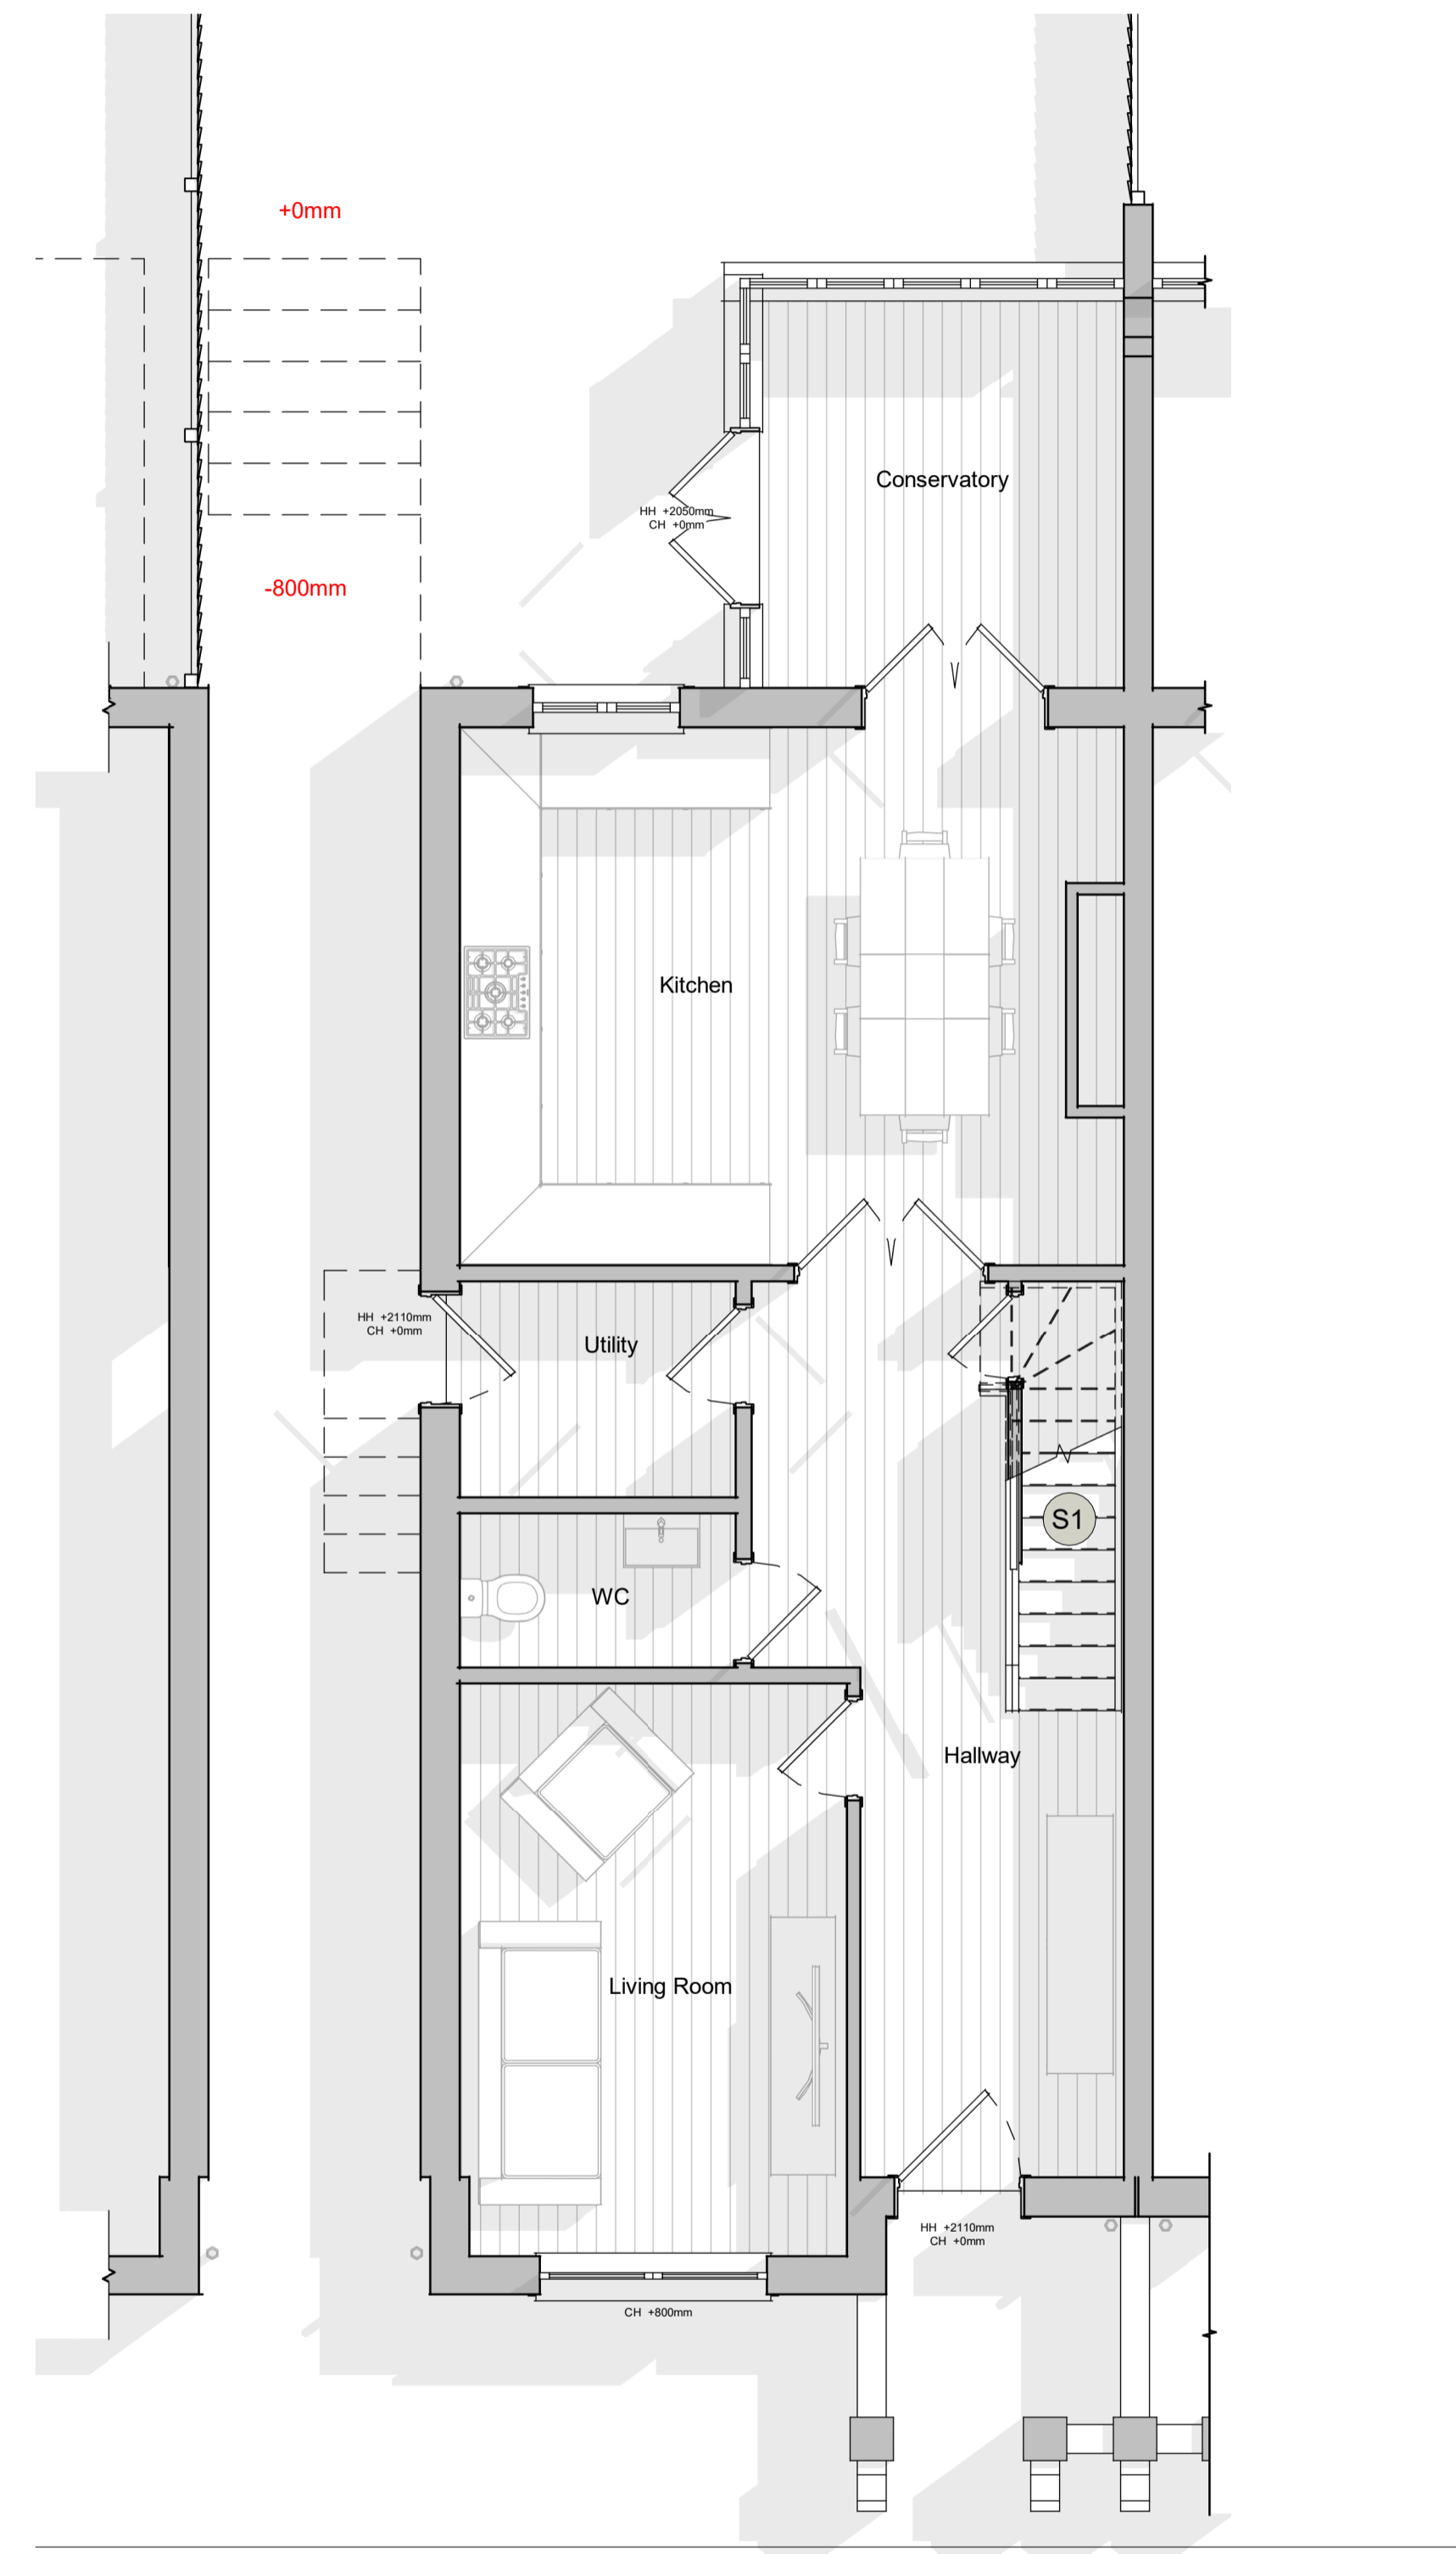 +0mm
Conservatory
HH +2050mm
CH +0mm
-800mm
Kitchen
HH +2110mm
CH +0mm
Utility
S1
WC
Hallway
Living Room
HH +2110mm
CH +0mm
CH +800mm